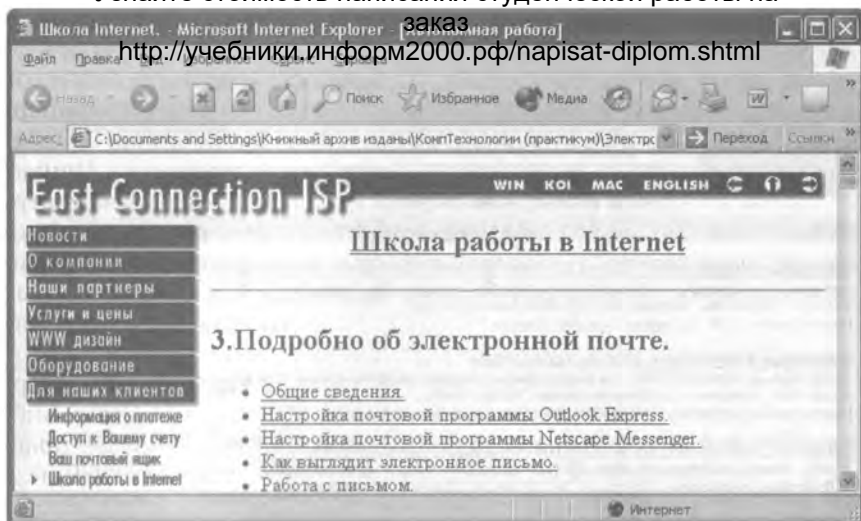 заказ
Школа Internet. - Microsoft Internet Explorer - [Автономная работа]
http://учебники.информ2000.рф/napisat-diplom.shtml
Файл Правка
Назад Поиск Избранное Медиа
Адрес: C:\Documents and Settings\Книжный архив изданы\КомпТехнологии (практикум)\Электрс Переход Ссылки »
East Connection ISP WIN KOI MAC ENGLISH
Новости
О компании
Наши партнеры
Услуги и цены
WWW дизайн
Оборудование
Для наших клиентов
Информация о платеже
Доступ к Вашему счету
Ваш почтовый ящик
Школа работы в Internet
Школа работы в Internet
3.Подробно об электронной почте.
• Общие сведения.
• Настройка почтовой программы Outlook Express.
• Настройка почтовой программы Netscape Messenger.
• Как выглядит электронное письмо.
• Работа с письмом.
Интернет